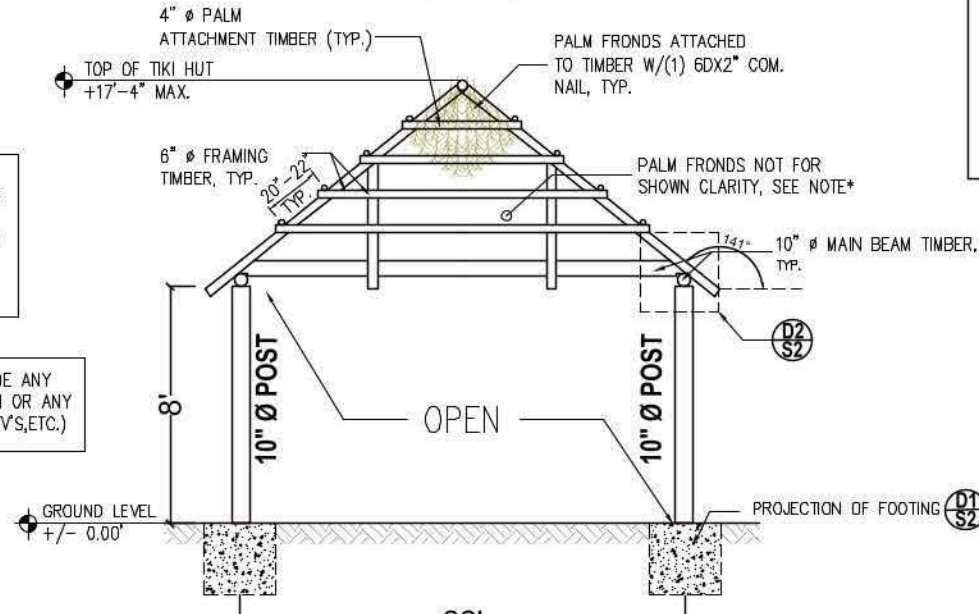 4" ø PALM
ATTACHMENT TIMBER (TYP.)
PALM FRONDS ATTACHED
TO TIMBER W/(1) 6DX2" COM.
NAIL, TYP.
TOP OF TIKI HUT
+17'-4" MAX.
6" ø FRAMING
TIMBER, TYP.
20"-22"
TYP.
PALM FRONDS NOT FOR
SHOWN CLARITY, SEE NOTE*
141°
10" ø MAIN BEAM TIMBER.
TYP.
D2
S2
DE ANY
OR ANY
V'S,ETC.)
8'
10" Ø POST
OPEN
10" Ø POST
GROUND LEVEL
+/- 0.00'
PROJECTION OF FOOTING
D1
S2